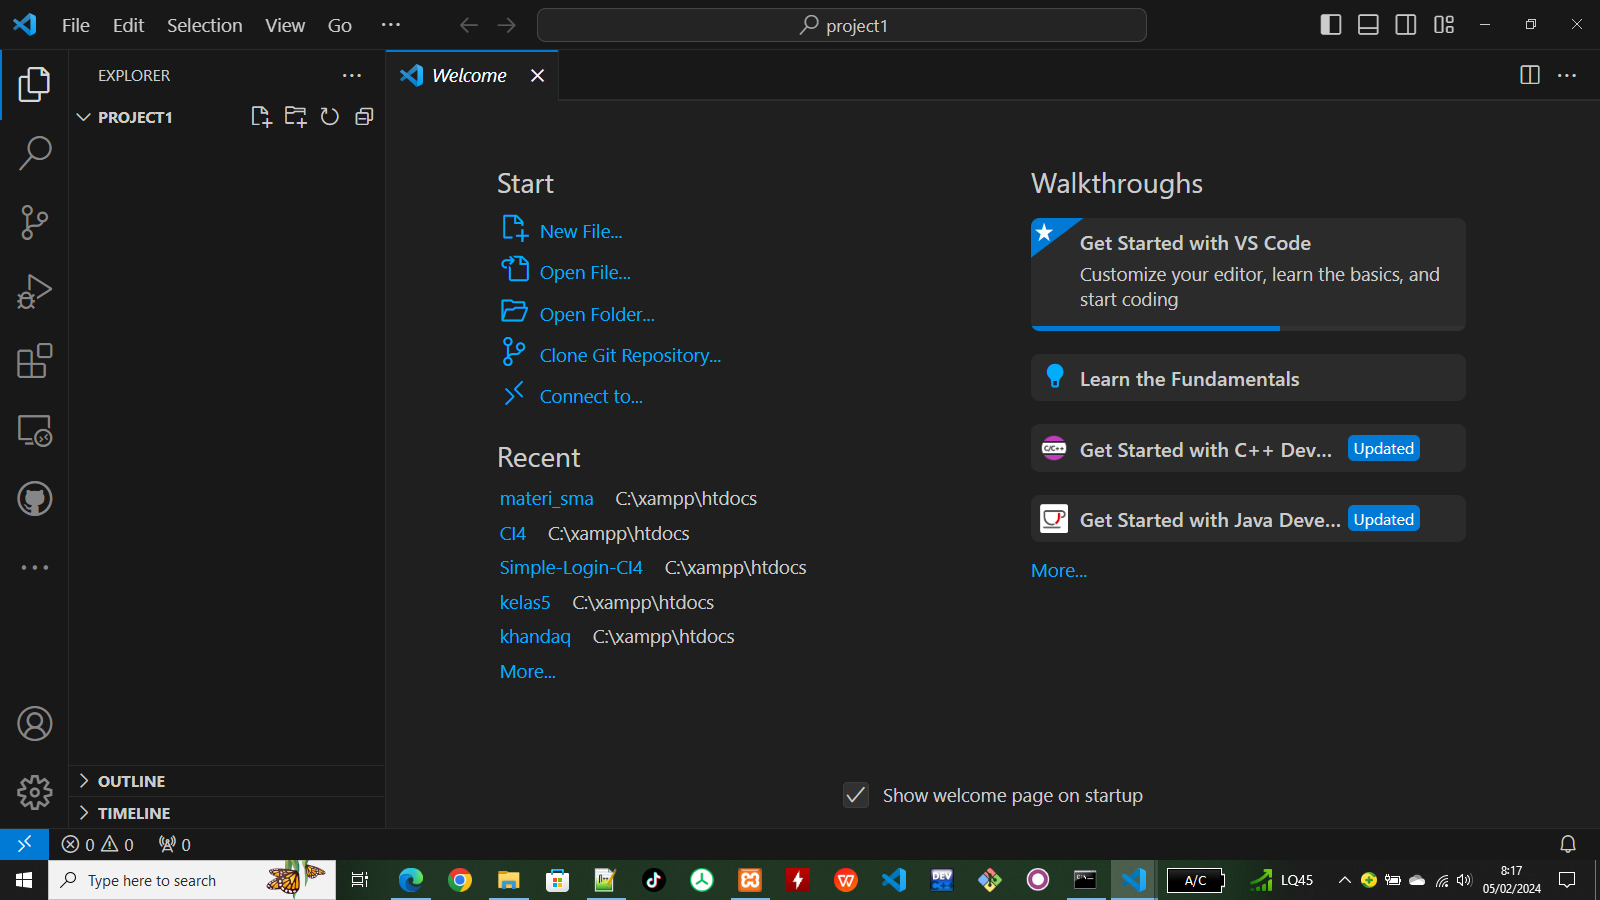 File Edit Selection View Go
project1
EXPLORER
Welcome
PROJECT1
Start
New File...
Open File...
Open Folder...
Clone Git Repository...
Connect to...
Recent
materi_sma C:\xampp\htdocs
CI4 C:\xampp\htdocs
Simple-Login-CI4 C:\xampp\htdocs
kelas5 C:\xampp\htdocs
khandaq C:\xampp\htdocs
More...
Walkthroughs
Get Started with VS Code
Customize your editor, learn the basics, and
start coding
Learn the Fundamentals
C/C++ Get Started with C++ Dev... Updated
Get Started with Java Deve... Updated
More...
Show welcome page on startup
OUTLINE
TIMELINE
0 0 0
Type here to search
DEV
A/C
LQ45
8:17
05/02/2024